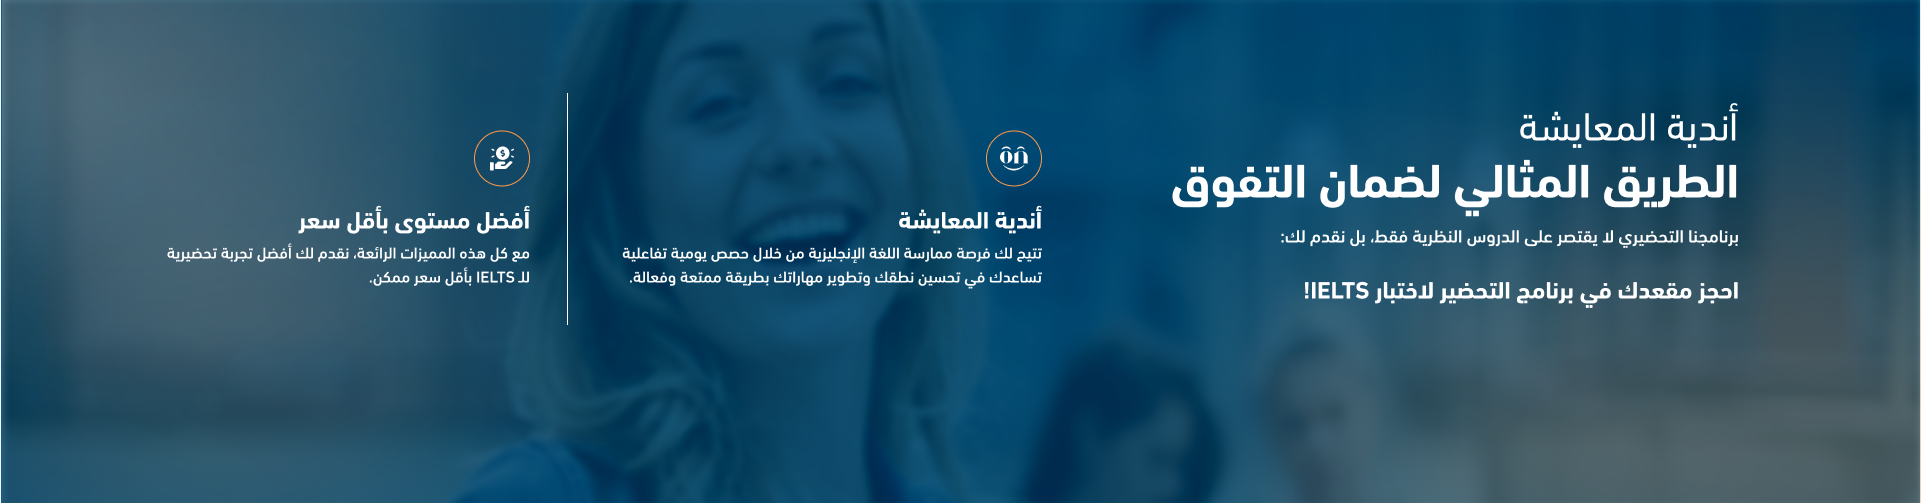 أندية المعايشة
الطريق المثالي لضمان التفوق
برنامجنا التحضيري لا يقتصر على الدروس النظرية فقط، بل نقدم لك:
احجز مقعدك في برنامج التحضير لاختبار IELTS!
أندية المعايشة
تتيح لك فرصة ممارسة اللغة الإنجليزية من خلال حصص يومية تفاعلية
تساعدك في تحسين نطقك وتطوير مهاراتك بطريقة ممتعة وفعالة.
أفضل مستوى بأقل سعر
مع كل هذه المميزات الرائعة، نقدم لك أفضل تجربة تحضيرية
للـ IELTS بأقل سعر ممكن.